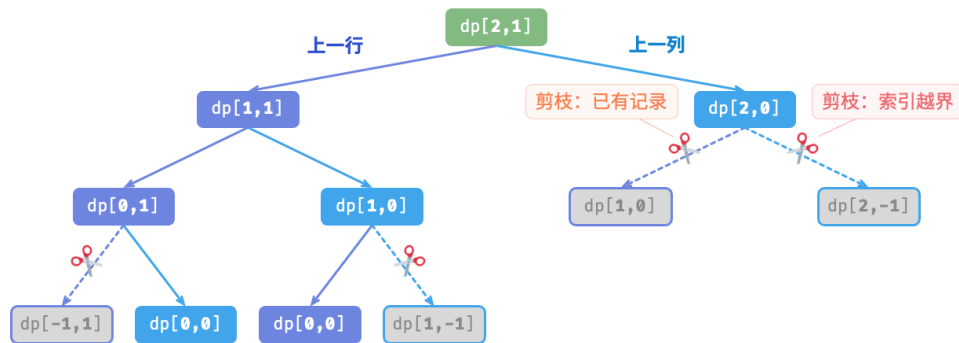 dp[2,1]
上一行
上一列
dp[1,1]
剪枝：已有记录
dp[2,0]
剪枝：索引越界
dp[0,1]
dp[1,0]
dp[1,0]
dp[2,-1]
dp[-1,1]
dp[0,0]
dp[0,0]
dp[1,-1]